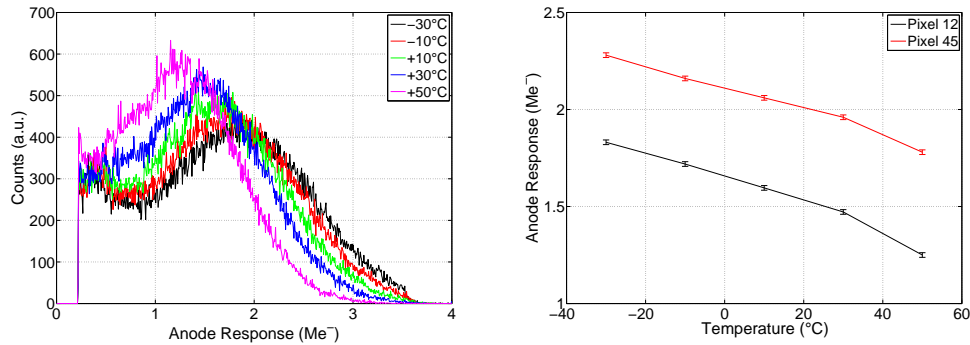 700
600
500
400
300
200
100
0
0
1
2
3
4
Counts (a.u.)
Anode Response (Me⁻)
−30°C
−10°C
+10°C
+30°C
+50°C
2.5
2
1.5
1
−40
−20
0
20
40
60
Anode Response (Me⁻)
Temperature (°C)
Pixel 12
Pixel 45